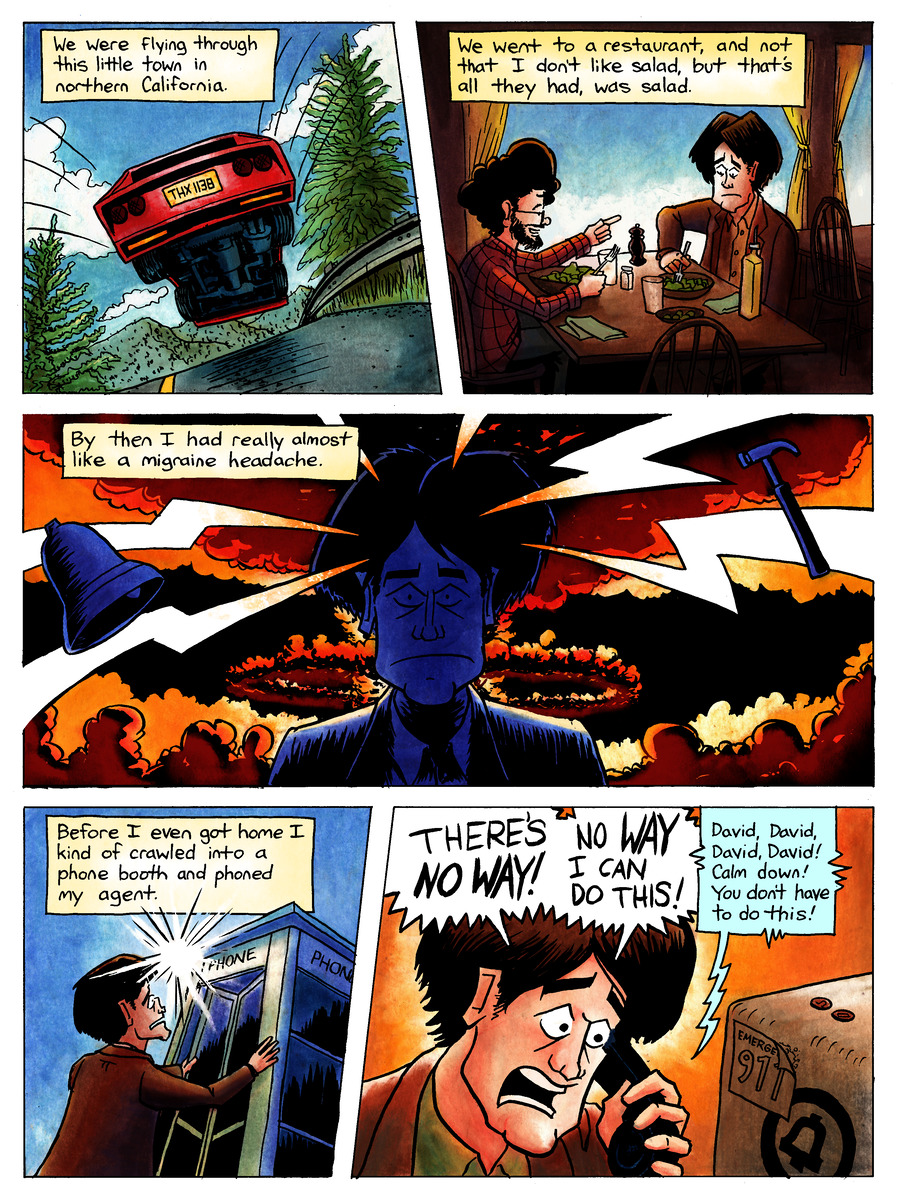 We were flying through
this little town in
northern California.
THX 1138
We went to a restaurant, and not
that I don't like salad, but that's
all they had, was salad.
By then I had really almost
like a migraine headache.
Before I even got home I
kind of crawled into a
phone booth and phoned
my agent.
PHONE
PHON
THERE'S
NO WAY!
NO WAY
I CAN
DO THIS!
David, David,
David, David!
Calm down!
You don't have
to do this!
EMERGE
911